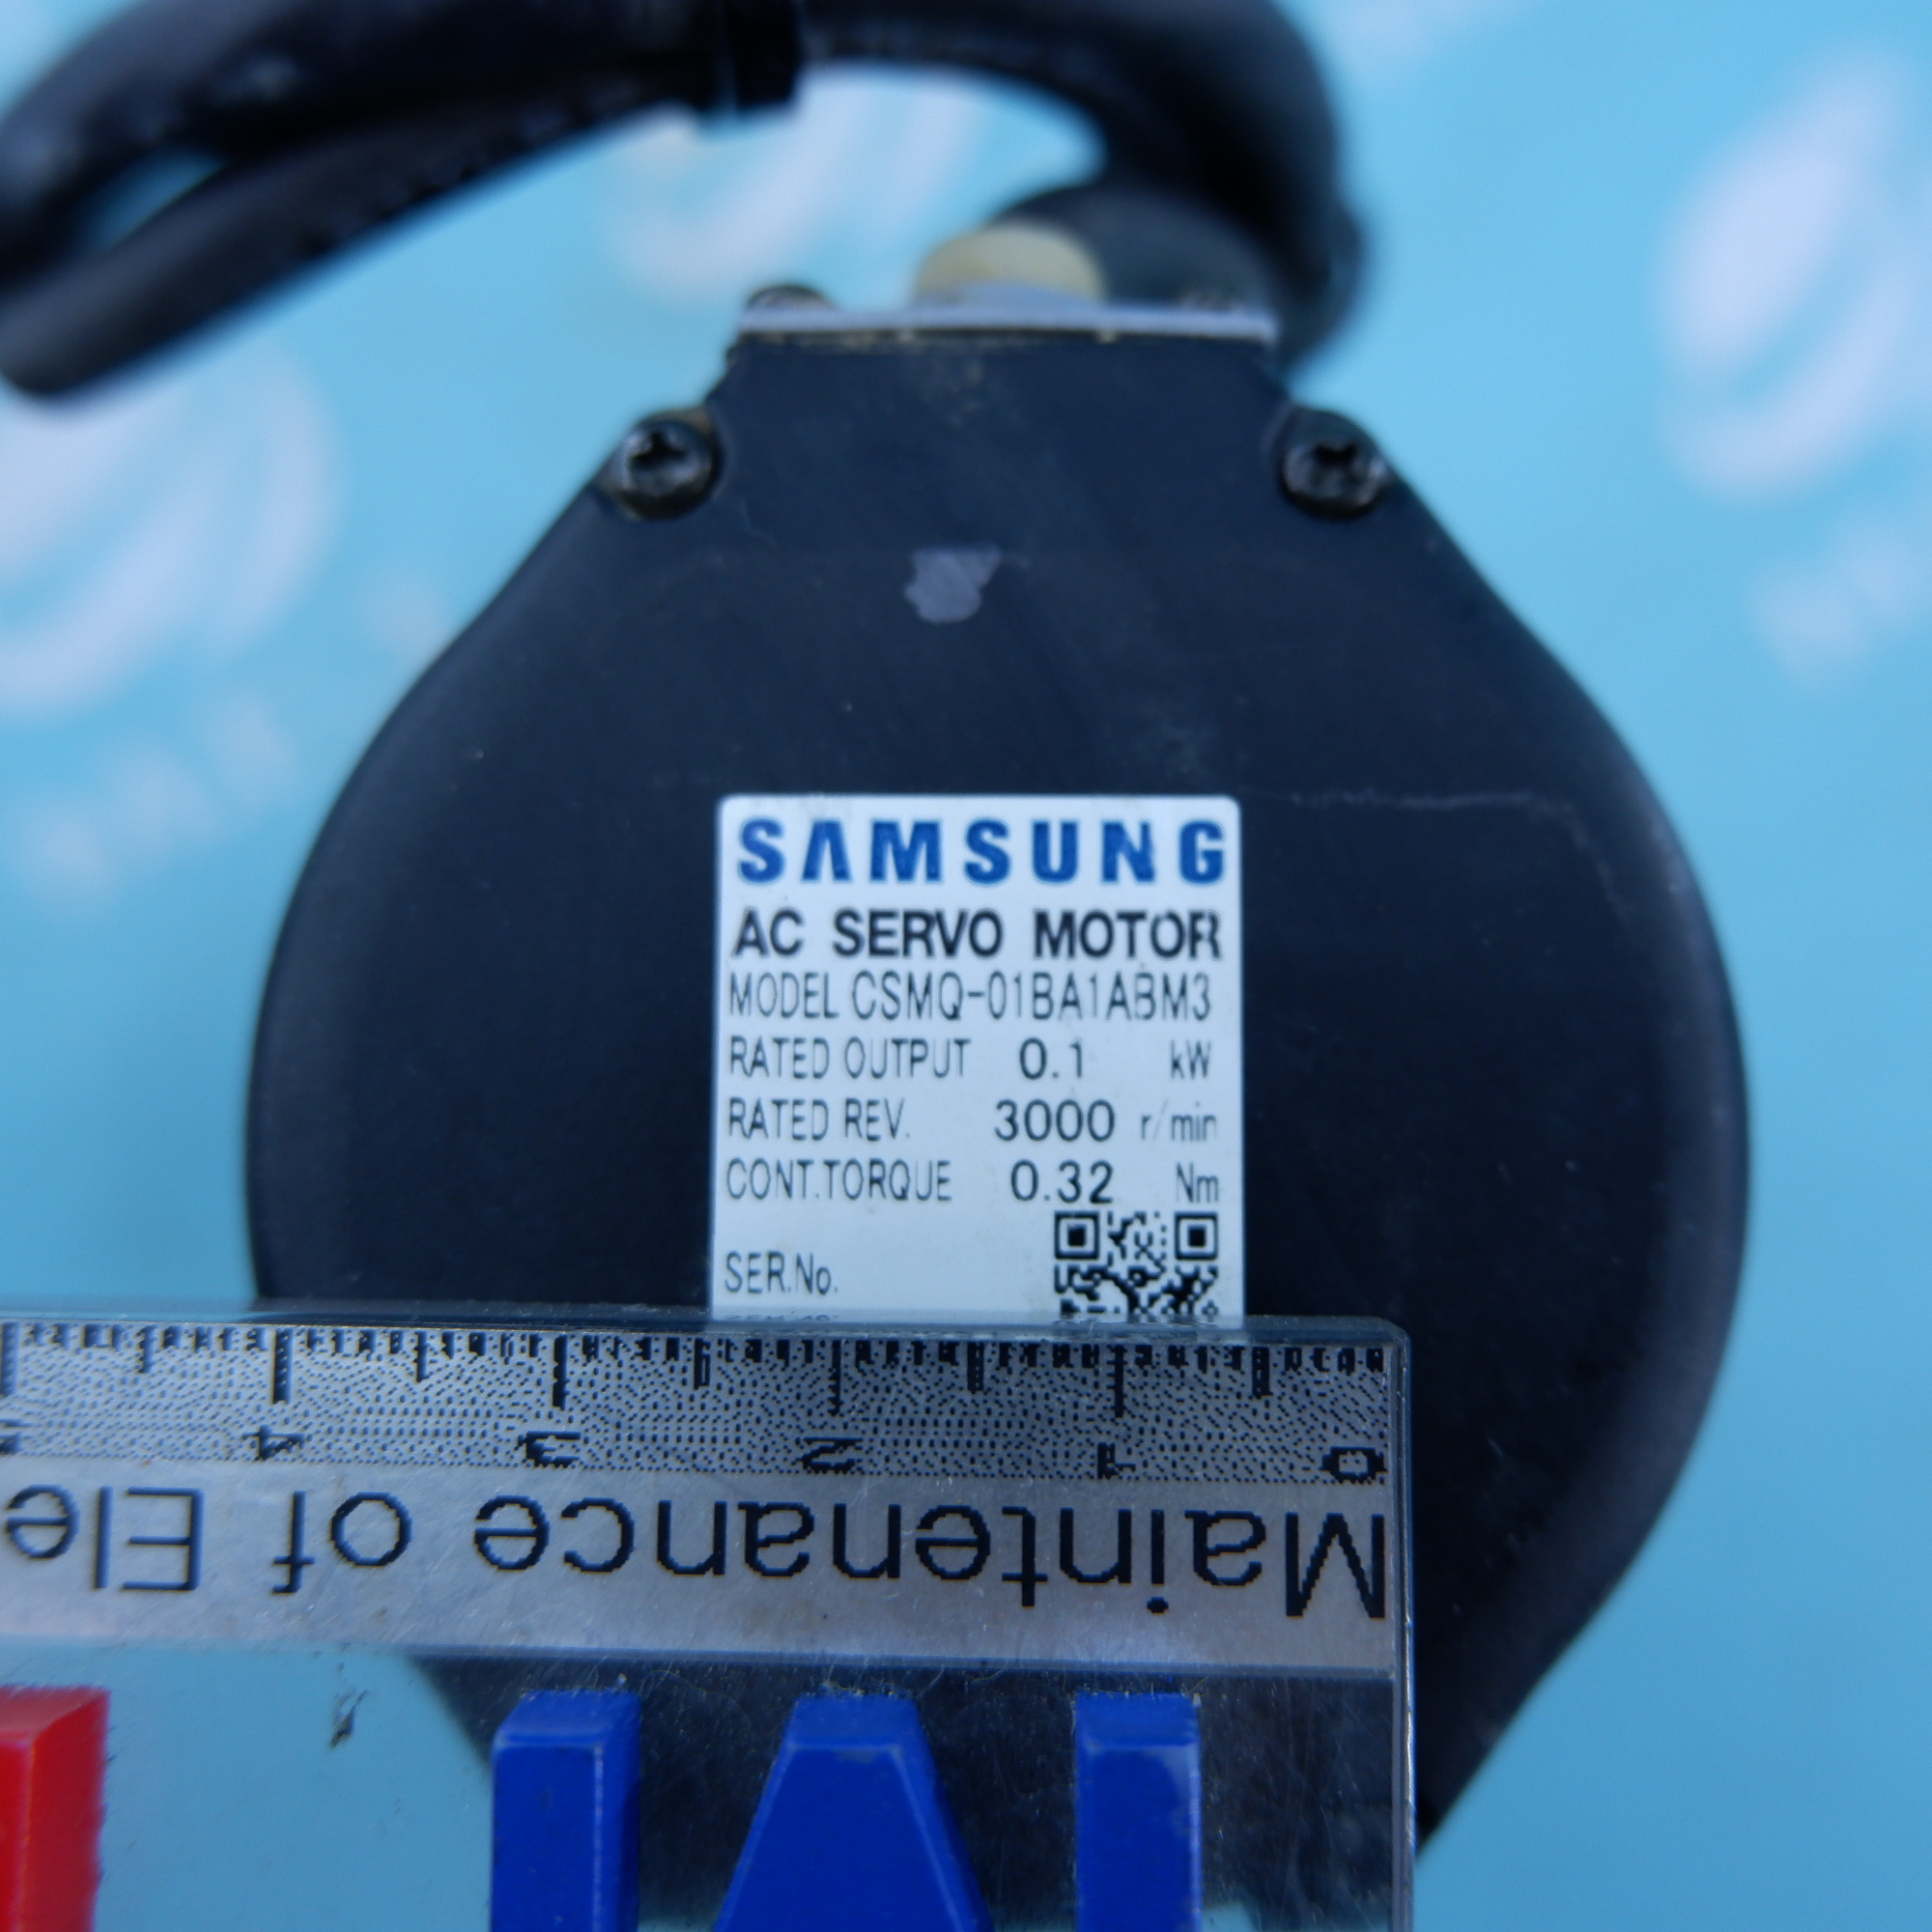 SAMSUNG
AC SERVO MOTOR
MODEL CSMQ-01BA1ABM3
RATED OUTPUT 0.1 kW
RATED REV. 3000 r/min
CONT.TORQUE 0.32 Nm
SER.No.
0 1 2 3 4 5
Maintenance of Ele